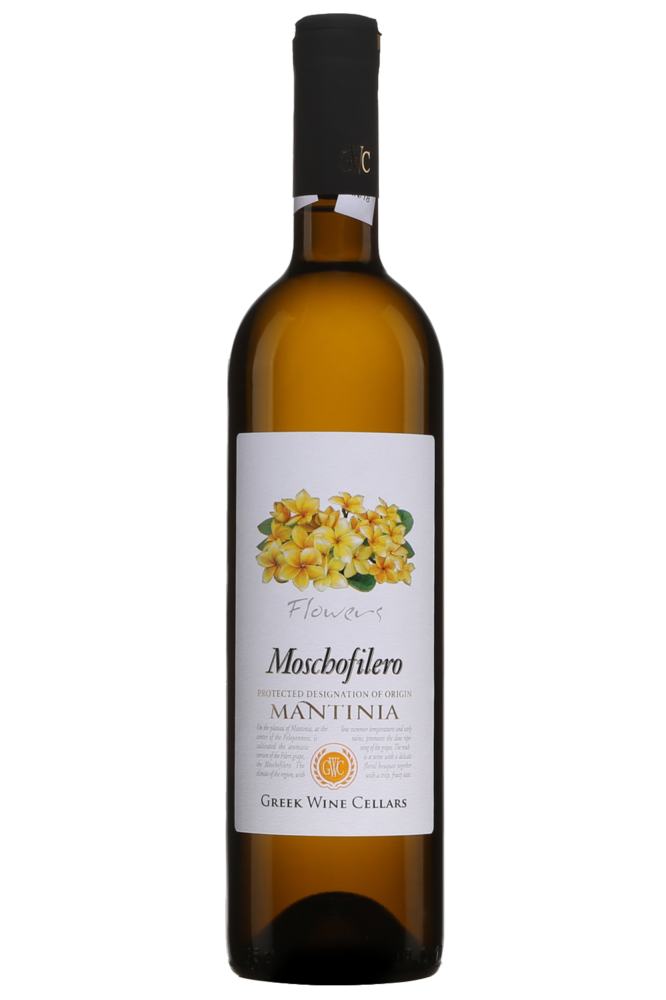 GWC
N/18
Flowers
Moschofilero
PROTECTED DESIGNATION OF ORIGIN
MANTINIA
On the plateau of Mantinia, at the
center of the Peloponnese, is
cultivated the aromatic
version of the Fileri grape,
the Moschofilero. The
climate of the region, with
low summer temperatures and early
rains, promotes the slow ripe-
ning of the grapes. The result
is a wine with a delicate
floral bouquet together
with a crisp, fruity taste.
GWC
GREEK WINE CELLARS